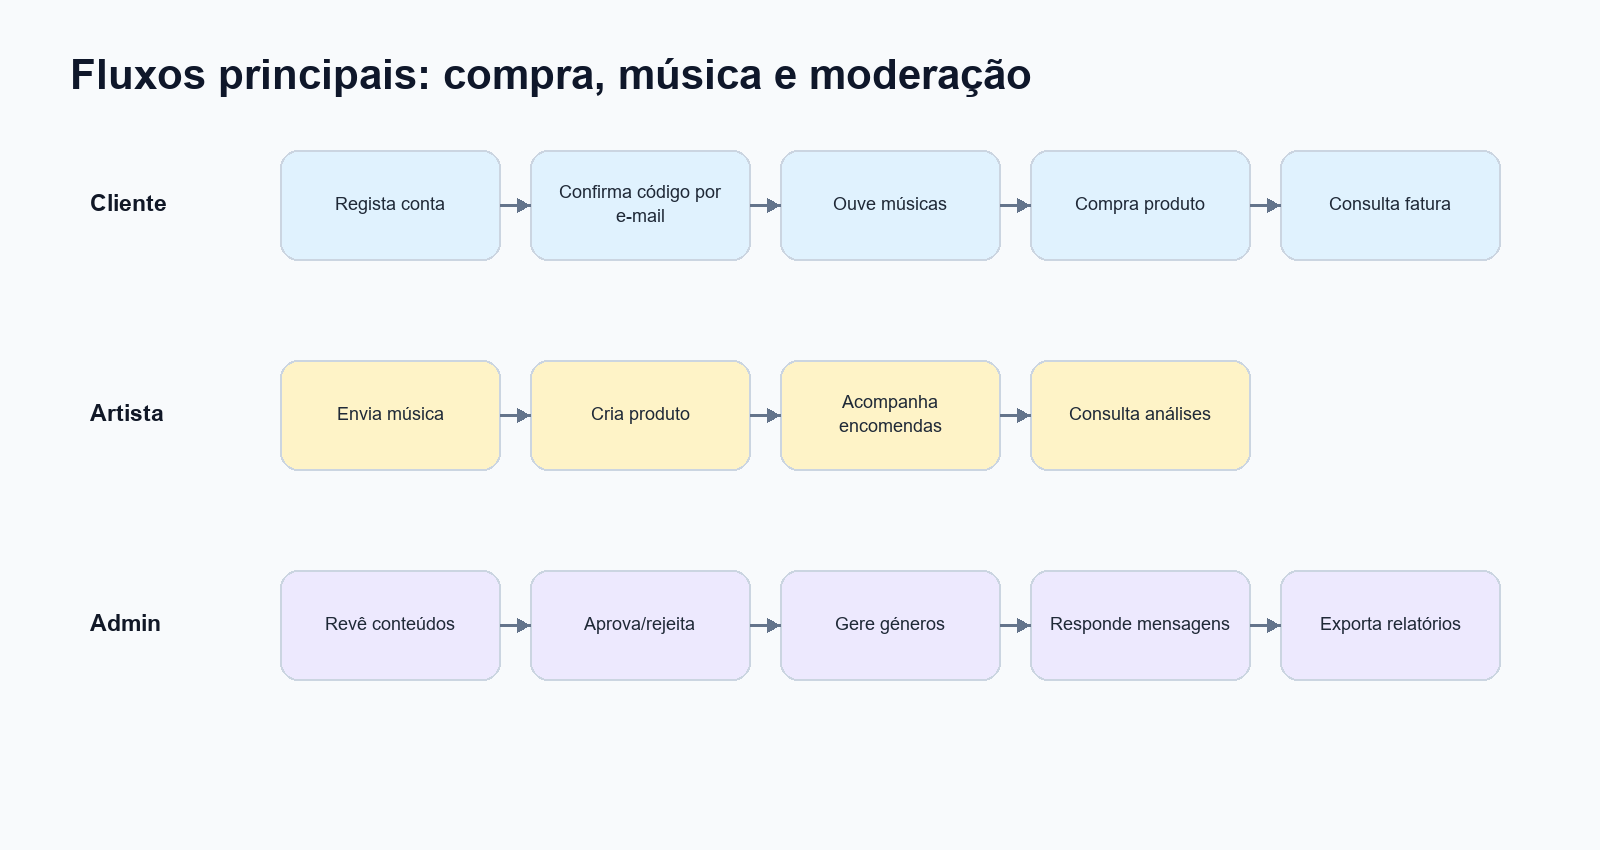 Fluxos principais: compra, música e moderação
Cliente
Regista conta
Confirma código por
e-mail
Ouve músicas
Compra produto
Consulta fatura
Artista
Envia música
Cria produto
Acompanha
encomendas
Consulta análises
Admin
Revê conteúdos
Aprova/rejeita
Gere géneros
Responde mensagens
Exporta relatórios